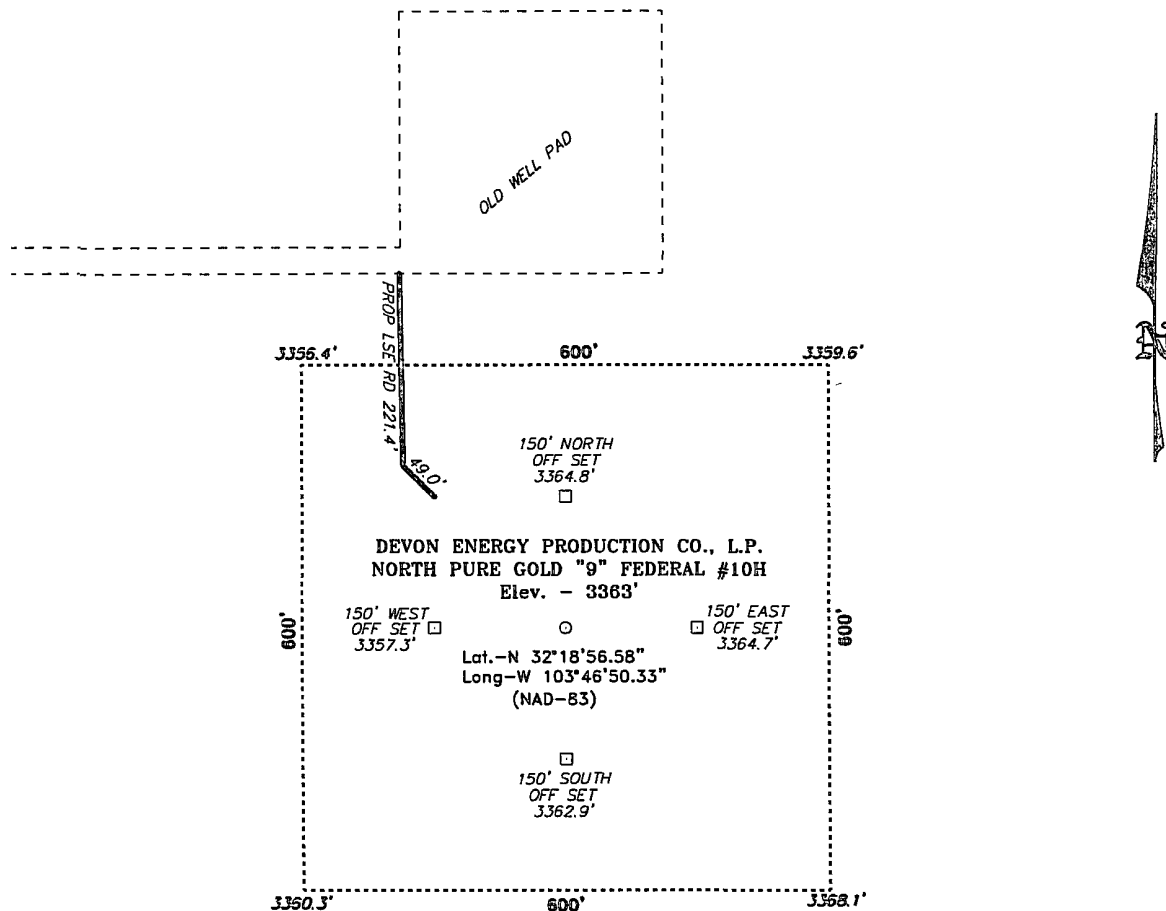 OLD WELL PAD
PROP LSE RD 221.4'
49.0'
3355.4'
600'
3359.6'
150' NORTH
OFF SET
3364.8'
DEVON ENERGY PRODUCTION CO., L.P.
NORTH PURE GOLD "9" FEDERAL #10H
Elev. - 3363'
600'
150' WEST
OFF SET
3357.3'
150' EAST
OFF SET
3364.7'
600'
Lat.-N 32°18'56.58"
Long-W 103°46'50.33"
(NAD-83)
150' SOUTH
OFF SET
3362.9'
3360.3'
600'
3368.1'